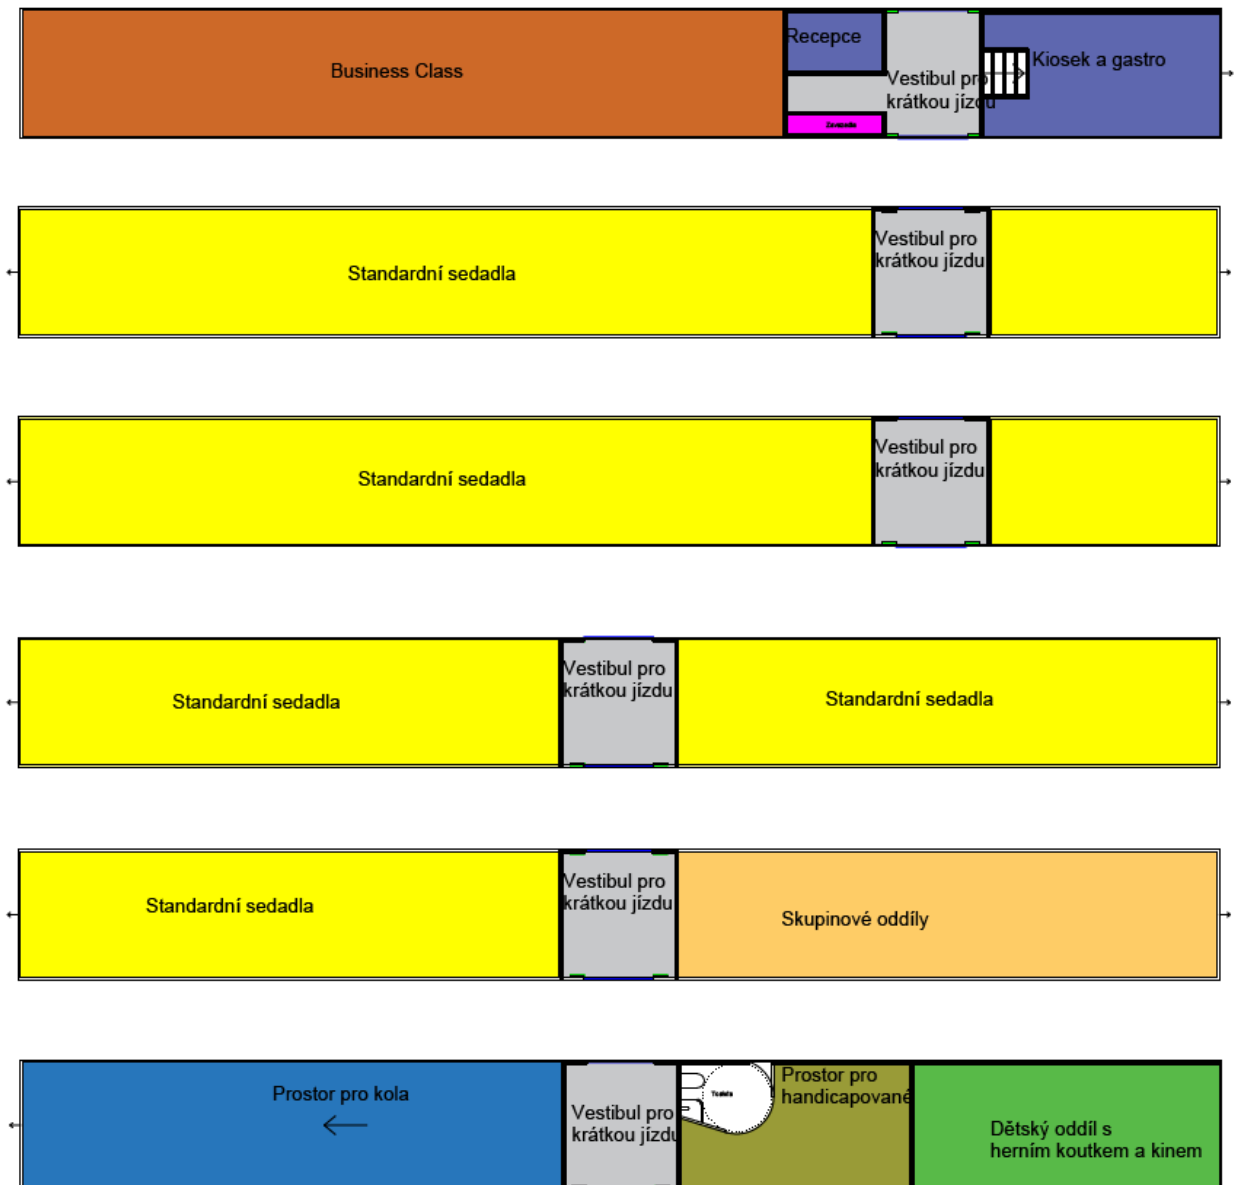 Business Class
Recepce
Vestibul pro
krátkou jízdu
Kiosek a gastro
Zavazadla
Standardní sedadla
Vestibul pro
krátkou jízdu
Standardní sedadla
Vestibul pro
krátkou jízdu
Standardní sedadla
Vestibul pro
krátkou jízdu
Standardní sedadla
Standardní sedadla
Vestibul pro
krátkou jízdu
Skupinové oddíly
Prostor pro kola
Vestibul pro
krátkou jízdu
Toaleta
Prostor pro
handicapované
Dětský oddíl s
herním koutkem a kinem